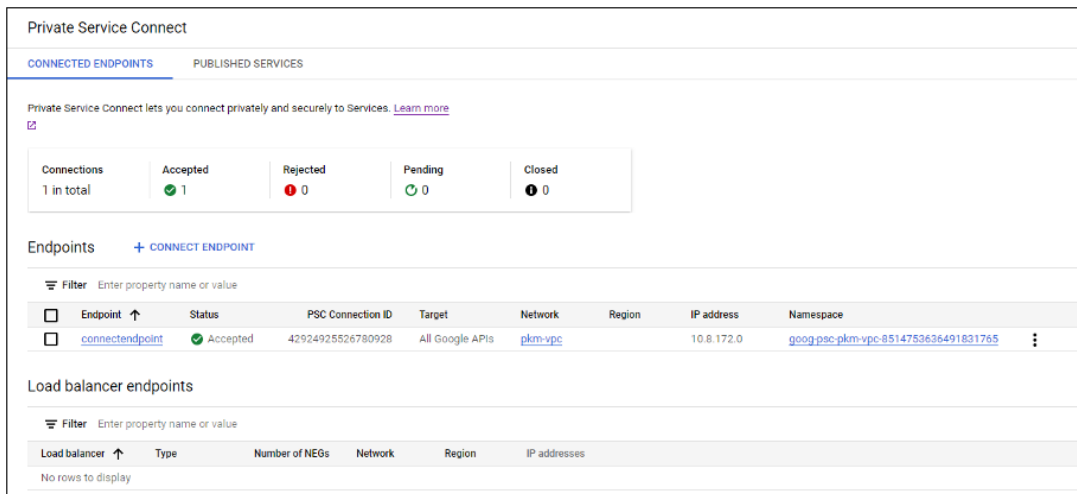 Private Service Connect
CONNECTED ENDPOINTS PUBLISHED SERVICES
Private Service Connect lets you connect privately and securely to Services. Learn more
Connections Accepted Rejected Pending Closed
1 in total 1 0 0 0
Endpoints + CONNECT ENDPOINT
Filter Enter property name or value
Endpoint Status PSC Connection ID Target Network Region IP address Namespace
connectendpoint Accepted 42924925526780928 All Google APIs pkm-vpc 10.8.172.0 goog-psc-pkm-vpc-8514753636491831765
Load balancer endpoints
Filter Enter property name or value
Load balancer Type Number of NEGs Network Region IP addresses
No rows to display